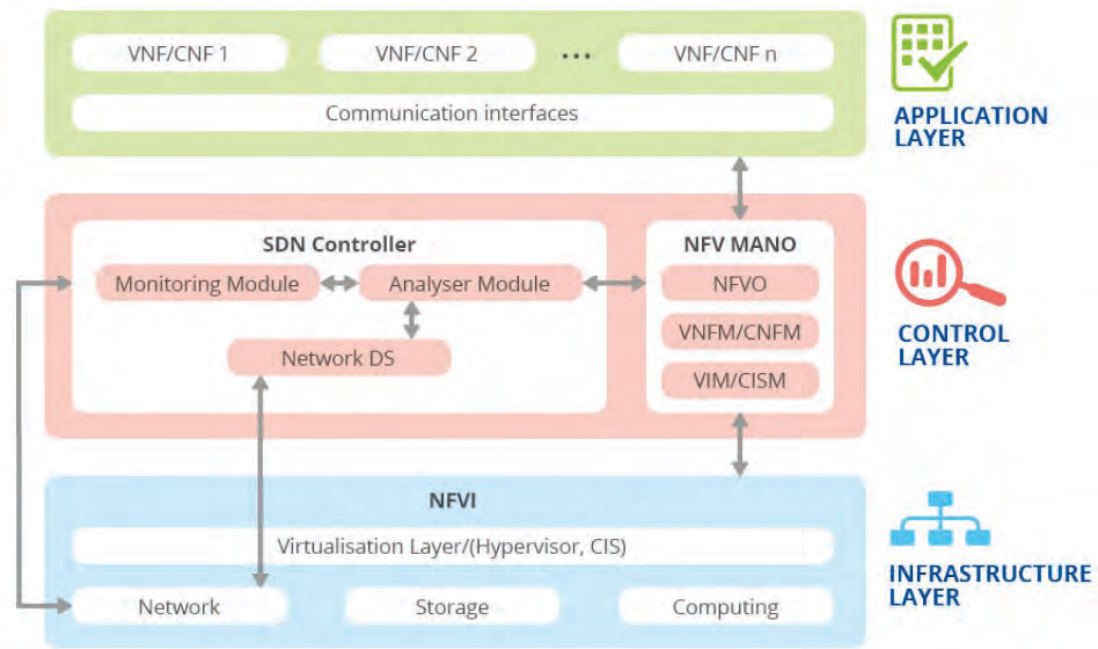 VNF/CNF 1
VNF/CNF 2
...
VNF/CNF n
Communication interfaces
APPLICATION
LAYER
SDN Controller
NFV MANO
Monitoring Module
Analyser Module
NFVO
Network DS
VNFM/CNFM
VIM/CISM
CONTROL
LAYER
NFVI
Virtualisation Layer/(Hypervisor, CIS)
Network
Storage
Computing
INFRASTRUCTURE
LAYER